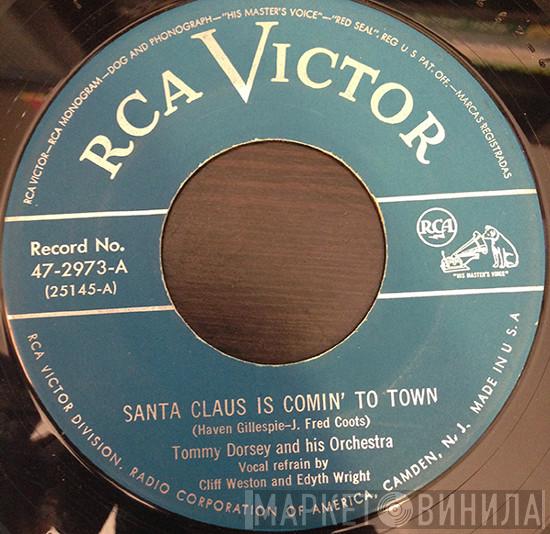 RCA VICTOR—RCA MONOGRAM—DOG AND PHONOGRAPH—"HIS MASTER'S VOICE"—"RED SEAL", REG. U S PAT. OFF.—MARCAS REGISTRADAS
RCA VICTOR
Record No.
47-2973-A
(25145-A)
RCA
"HIS MASTER'S VOICE"
SANTA CLAUS IS COMIN' TO TOWN
(Haven Gillespie–J. Fred Coots)
Tommy Dorsey and his Orchestra
Vocal refrain by
Cliff Weston and Edyth Wright
RCA VICTOR DIVISION, RADIO CORPORATION OF AMERICA, CAMDEN, N. J. MADE IN U.S.A
МАРКЕТ ВИНИЛА